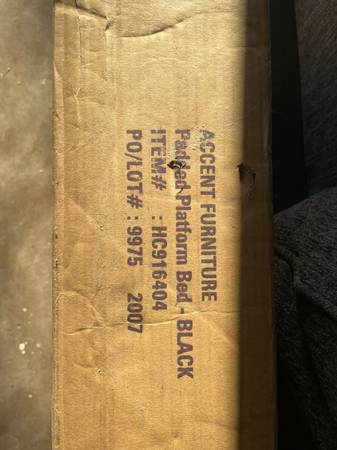 ACCENT FURNITURE
Padded Platform Bed - BLACK
ITEM# : HC916404
PO/LOT# : 9975 2007